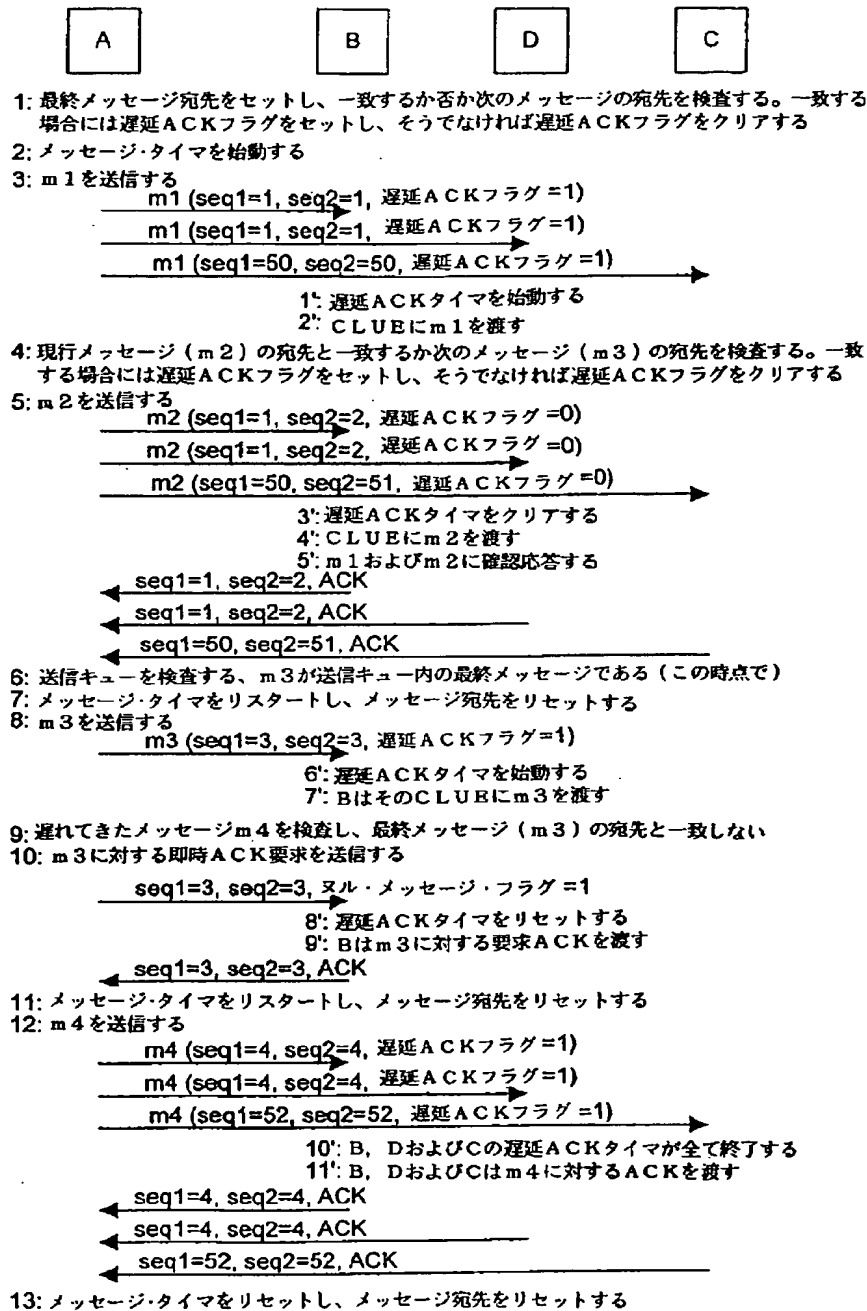 A B D C
1: 最終メッセージ宛先をセットし、一致するか否か次のメッセージの宛先を検査する。一致する
場合には遅延ACKフラグをセットし、そうでなければ遅延ACKフラグをクリアする
2: メッセージ・タイマを始動する
3: m1を送信する
m1 (seq1=1, seq2=1, 遅延ACKフラグ=1)
m1 (seq1=1, seq2=1, 遅延ACKフラグ=1)
m1 (seq1=50, seq2=50, 遅延ACKフラグ=1)
1': 遅延ACKタイマを始動する
2': CLUEにm1を渡す
4: 現行メッセージ(m2)の宛先と一致するか次のメッセージ(m3)の宛先を検査する。一致
する場合には遅延ACKフラグをセットし、そうでなければ遅延ACKフラグをクリアする
5: m2を送信する
m2 (seq1=1, seq2=2, 遅延ACKフラグ=0)
m2 (seq1=1, seq2=2, 遅延ACKフラグ=0)
m2 (seq1=50, seq2=51, 遅延ACKフラグ=0)
3': 遅延ACKタイマをクリアする
4': CLUEにm2を渡す
5': m1およびm2に確認応答する
seq1=1, seq2=2, ACK
seq1=1, seq2=2, ACK
seq1=50, seq2=51, ACK
6: 送信キューを検査する、m3が送信キュー内の最終メッセージである(この時点で)
7: メッセージ・タイマをリスタートし、メッセージ宛先をリセットする
8: m3を送信する
m3 (seq1=3, seq2=3, 遅延ACKフラグ=1)
6': 遅延ACKタイマを始動する
7': BはそのCLUEにm3を渡す
9: 遅れてきたメッセージm4を検査し、最終メッセージ(m3)の宛先と一致しない
10: m3に対する即時ACK要求を送信する
seq1=3, seq2=3, ヌル・メッセージ・フラグ=1
8': 遅延ACKタイマをリセットする
9': Bはm3に対する要求ACKを渡す
seq1=3, seq2=3, ACK
11: メッセージ・タイマをリスタートし、メッセージ宛先をリセットする
12: m4を送信する
m4 (seq1=4, seq2=4, 遅延ACKフラグ=1)
m4 (seq1=4, seq2=4, 遅延ACKフラグ=1)
m4 (seq1=52, seq2=52, 遅延ACKフラグ=1)
10': B, DおよびCの遅延ACKタイマが全て終了する
11': B, DおよびCはm4に対するACKを渡す
seq1=4, seq2=4, ACK
seq1=4, seq2=4, ACK
seq1=52, seq2=52, ACK
13: メッセージ・タイマをリセットし、メッセージ宛先をリセットする